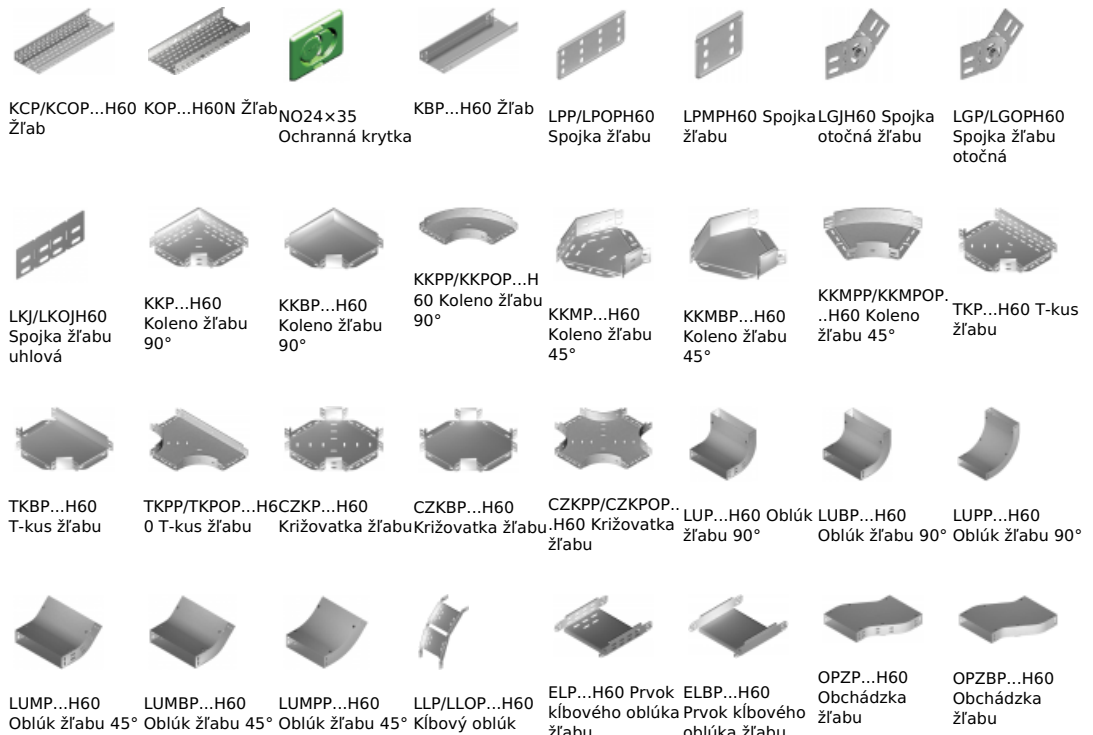 KCP/KCOP...H60
Žľab
KOP...H60N Žľab
NO24×35
Ochranná krytka
KBP...H60 Žľab
LPP/LPOPH60
Spojka žľabu
LPMPH60 Spojka
žľabu
LGJH60 Spojka
otočná žľabu
LGP/LGOPH60
Spojka žľabu
otočná
LKJ/LKOJH60
Spojka žľabu
uhlová
KKP...H60
Koleno žľabu
90°
KKBP...H60
Koleno žľabu
90°
KKPP/KKPOP...H
60 Koleno žľabu
90°
KKMP...H60
Koleno žľabu
45°
KKMBP...H60
Koleno žľabu
45°
KKMPP/KKMPOP.
..H60 Koleno
žľabu 45°
TKP...H60 T-kus
žľabu
TKBP...H60
T-kus žľabu
TKPP/TKPOP...H6
0 T-kus žľabu
CZKP...H60
Križovatka žľabu
CZKBP...H60
Križovatka žľabu
CZKPP/CZKPOP..
.H60 Križovatka
žľabu
LUP...H60 Oblúk
žľabu 90°
LUBP...H60
Oblúk žľabu 90°
LUPP...H60
Oblúk žľabu 90°
LUMP...H60
Oblúk žľabu 45°
LUMBP...H60
Oblúk žľabu 45°
LUMPP...H60
Oblúk žľabu 45°
LLP/LLOP...H60
Kĺbový oblúk
ELP...H60 Prvok
kĺbového oblúka
žľabu
ELBP...H60
Prvok kĺbového
oblúka žľabu
OPZP...H60
Obchádzka
žľabu
OPZBP...H60
Obchádzka
žľabu